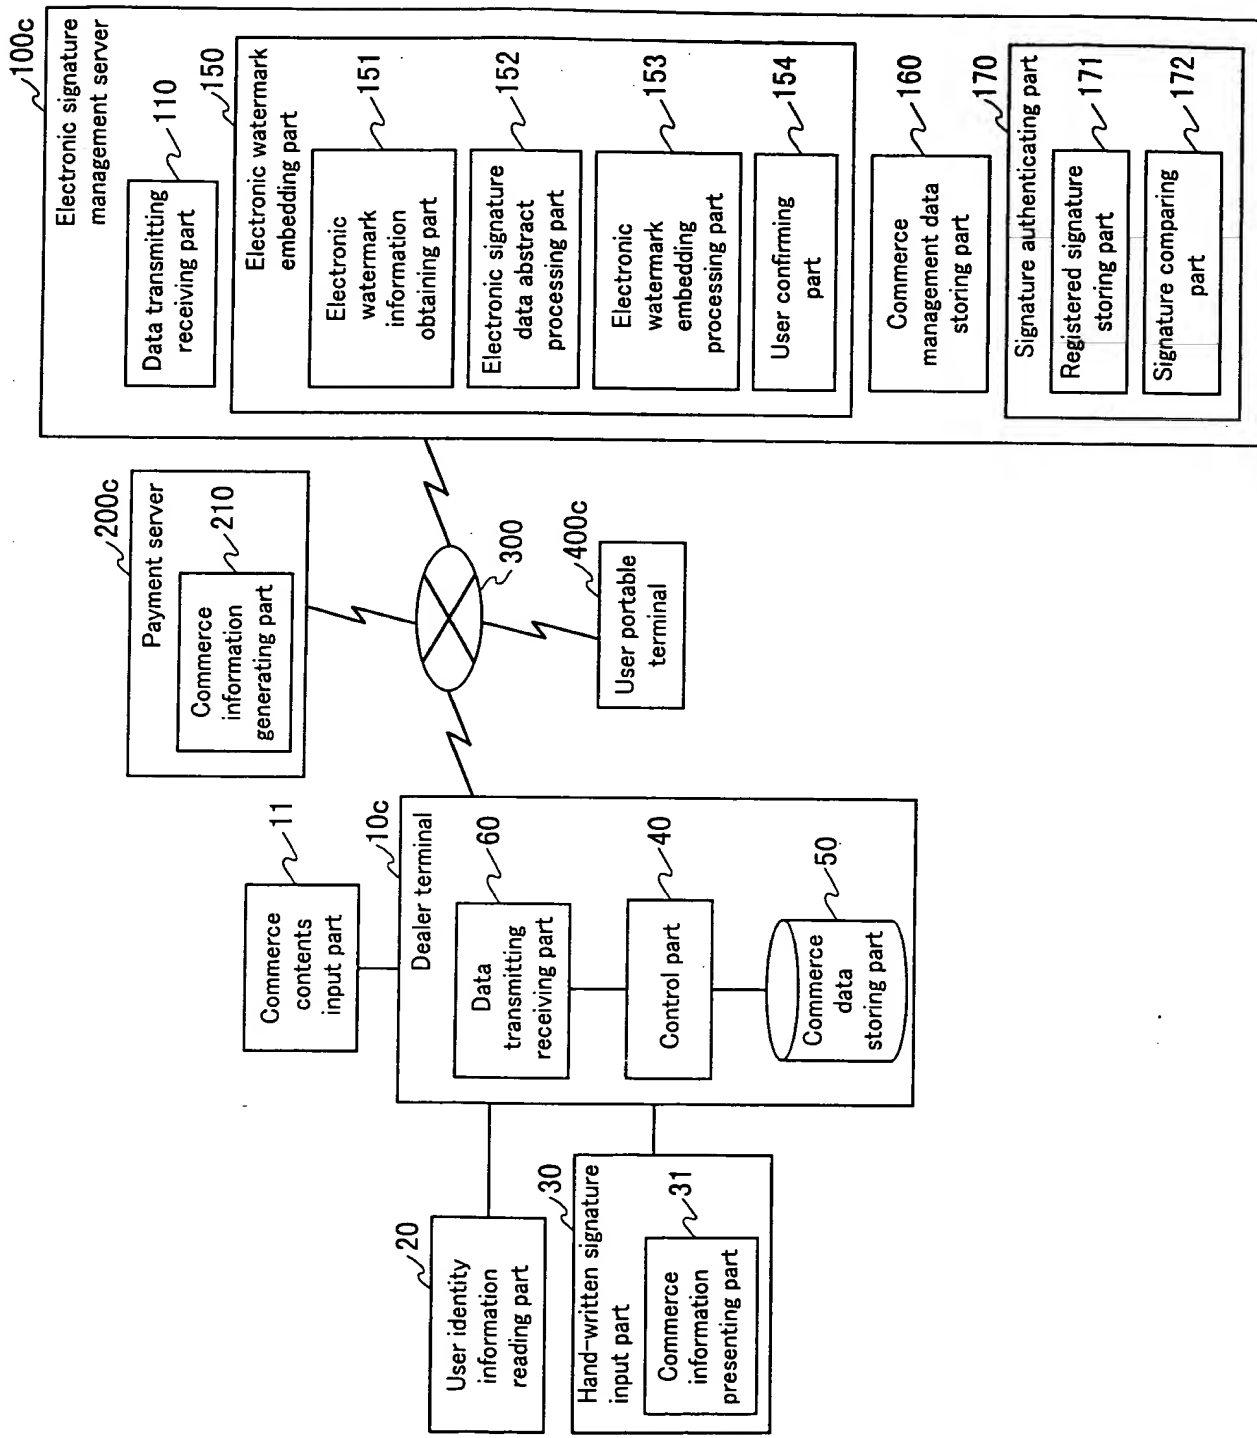 100c
Electronic signature
management server
110
Data transmitting
receiving part
150
Electronic watermark
embedding part
151
Electronic
watermark
information
obtaining part
152
Electronic signature
data abstract
processing part
153
Electronic
watermark
embedding
processing part
154
User confirming
part
160
Commerce
management data
storing part
170
Signature authenticating part
171
Registered signature
storing part
172
Signature comparing
part
200c
Payment server
210
Commerce
information
generating part
300
400c
User portable
terminal
11
Commerce
contents
input part
10c
Dealer terminal
60
Data
transmitting
receiving part
40
Control part
50
Commerce
data
storing part
20
User identity
information
reading part
30
Hand-written signature
input part
31
Commerce
information
presenting part